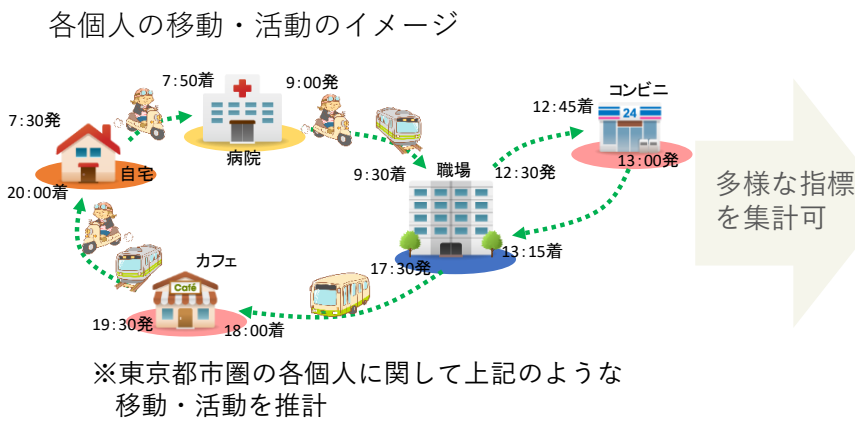 各個人の移動・活動のイメージ
7:30発
自宅
20:00着
7:50着
病院
9:00発
9:30着
職場
12:30発
12:45着
コンビニ
24
13:00発
13:15着
17:30発
カフェ
Café
18:00着
19:30発
多様な指標
を集計可
※東京都市圏の各個人に関して上記のような
移動・活動を推計